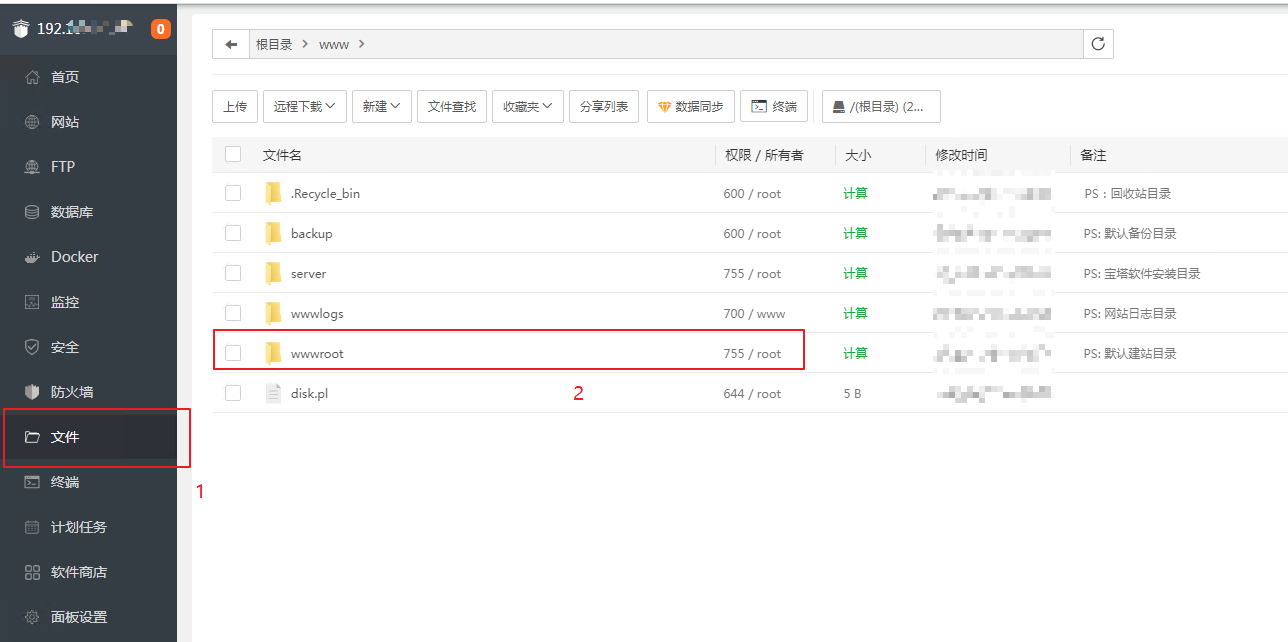 192.1
0
首页
网站
FTP
数据库
Docker
监控
安全
防火墙
文件
终端
计划任务
软件商店
面板设置
1
根目录 www
上传 远程下载 新建 文件查找 收藏夹 分享列表 数据同步 终端 /(根目录) (2...
文件名 权限 / 所有者 大小 修改时间 备注
.Recycle_bin 600 / root 计算 PS：回收站目录
backup 600 / root 计算 PS: 默认备份目录
server 755 / root 计算 PS: 宝塔软件安装目录
wwwlogs 700 / www 计算 PS: 网站日志目录
wwwroot 755 / root 计算 PS: 默认建站目录
disk.pl 644 / root 5 B
2